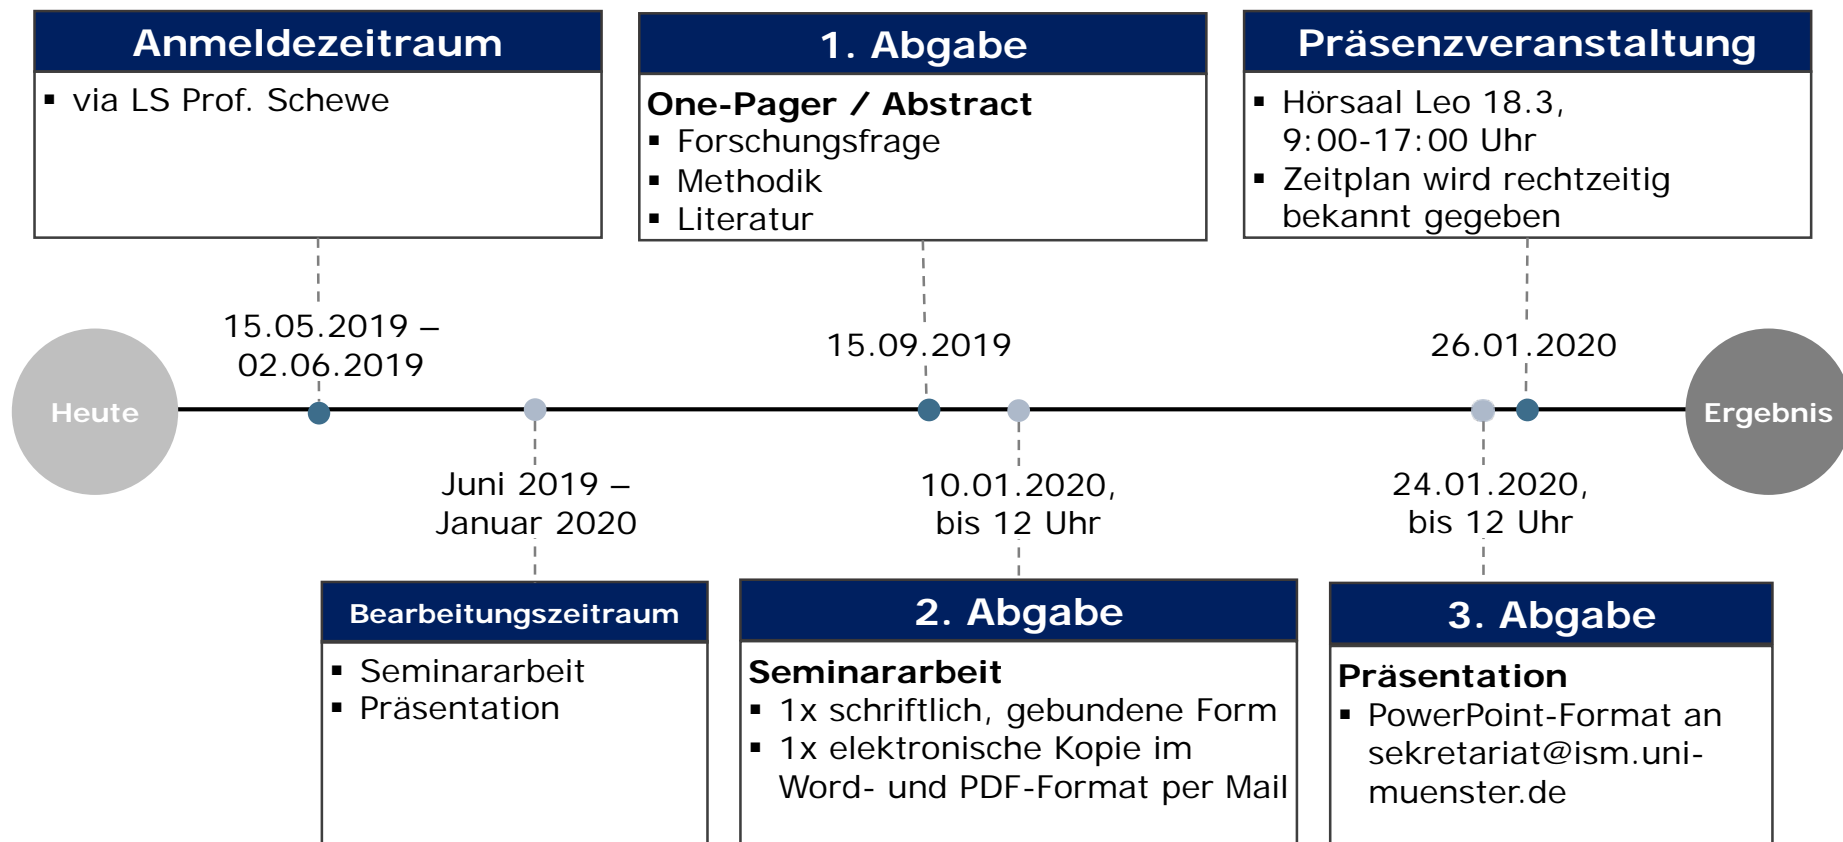 Anmeldezeitraum
▪ via LS Prof. Schewe
1. Abgabe
One-Pager / Abstract
▪ Forschungsfrage
▪ Methodik
▪ Literatur
Präsenzveranstaltung
▪ Hörsaal Leo 18.3,
9:00-17:00 Uhr
▪ Zeitplan wird rechtzeitig
bekannt gegeben
15.05.2019 –
02.06.2019
15.09.2019
26.01.2020
Heute
Ergebnis
Juni 2019 –
Januar 2020
10.01.2020,
bis 12 Uhr
24.01.2020,
bis 12 Uhr
Bearbeitungszeitraum
▪ Seminararbeit
▪ Präsentation
2. Abgabe
Seminararbeit
▪ 1x schriftlich, gebundene Form
▪ 1x elektronische Kopie im
Word- und PDF-Format per Mail
3. Abgabe
Präsentation
▪ PowerPoint-Format an
sekretariat@ism.uni-
muenster.de